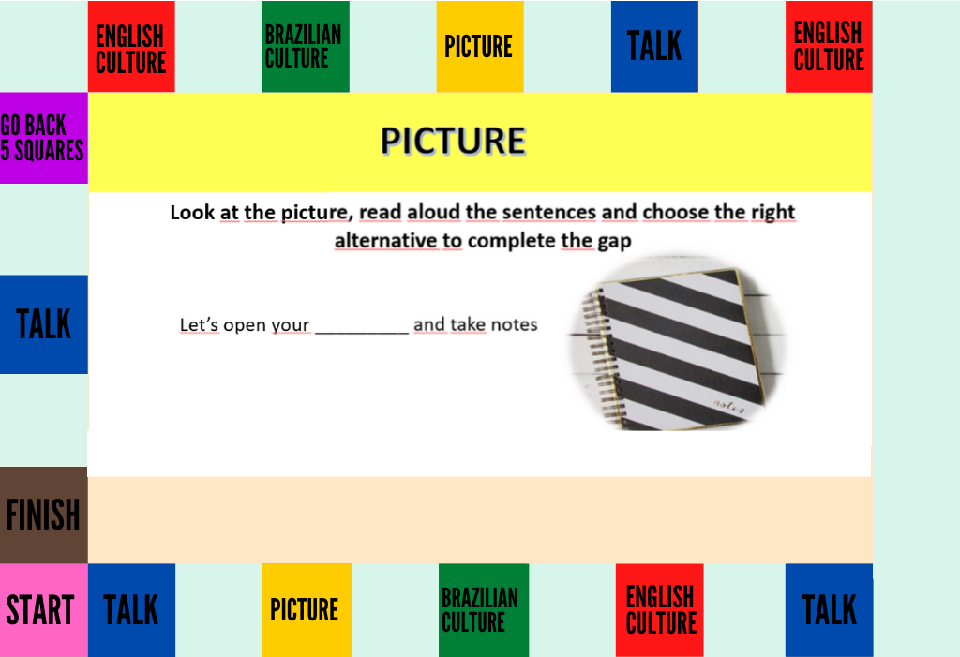 ENGLISH
CULTURE
BRAZILIAN
CULTURE
PICTURE
TALK
ENGLISH
CULTURE
GO BACK
5 SQUARES
PICTURE
Look at the picture, read aloud the sentences and choose the right
alternative to complete the gap
Let's open your _________ and take notes
notes
TALK
FINISH
START
TALK
PICTURE
BRAZILIAN
CULTURE
ENGLISH
CULTURE
TALK